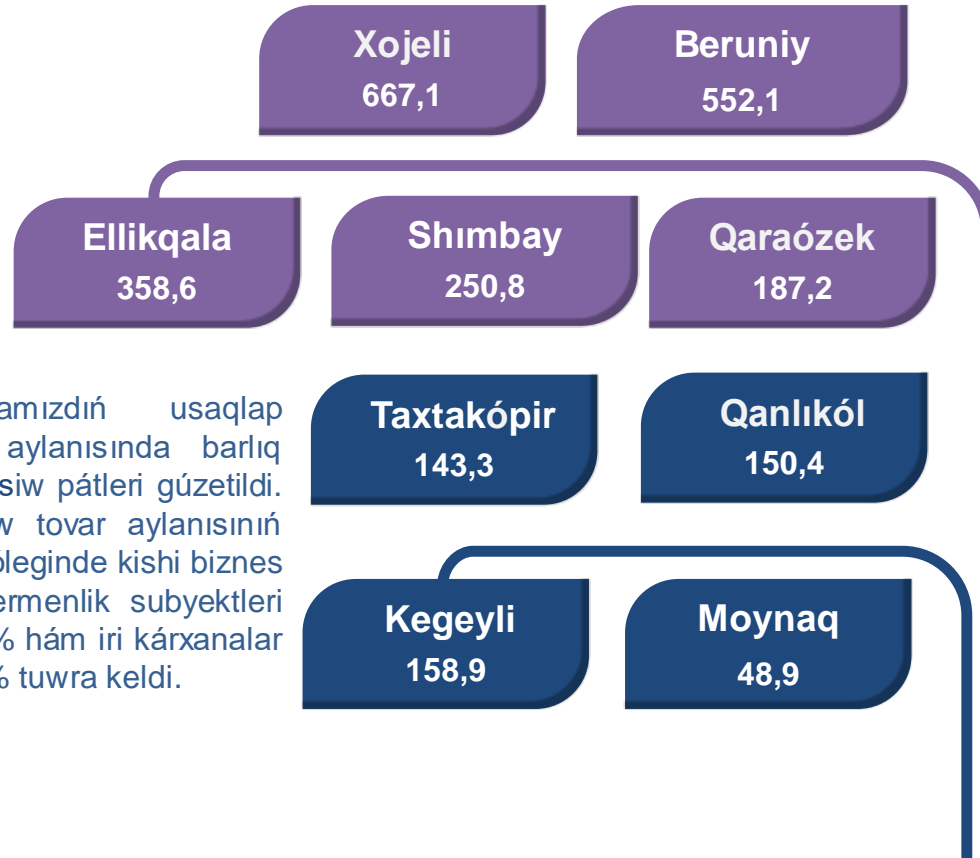 Xojeli
667,1
Beruniy
552,1
Ellikqala
358,6
Shımbay
250,8
Qaraózek
187,2
usaqlap
aylanısında barlıq
pátleri gúzetildi.
tovar aylanısınıń
kishi biznes
subyektleri
% hám iri kárxanalar
% tuwra keldi.
Taxtakópir
143,3
Qanlıkól
150,4
Kegeyli
158,9
Moynaq
48,9